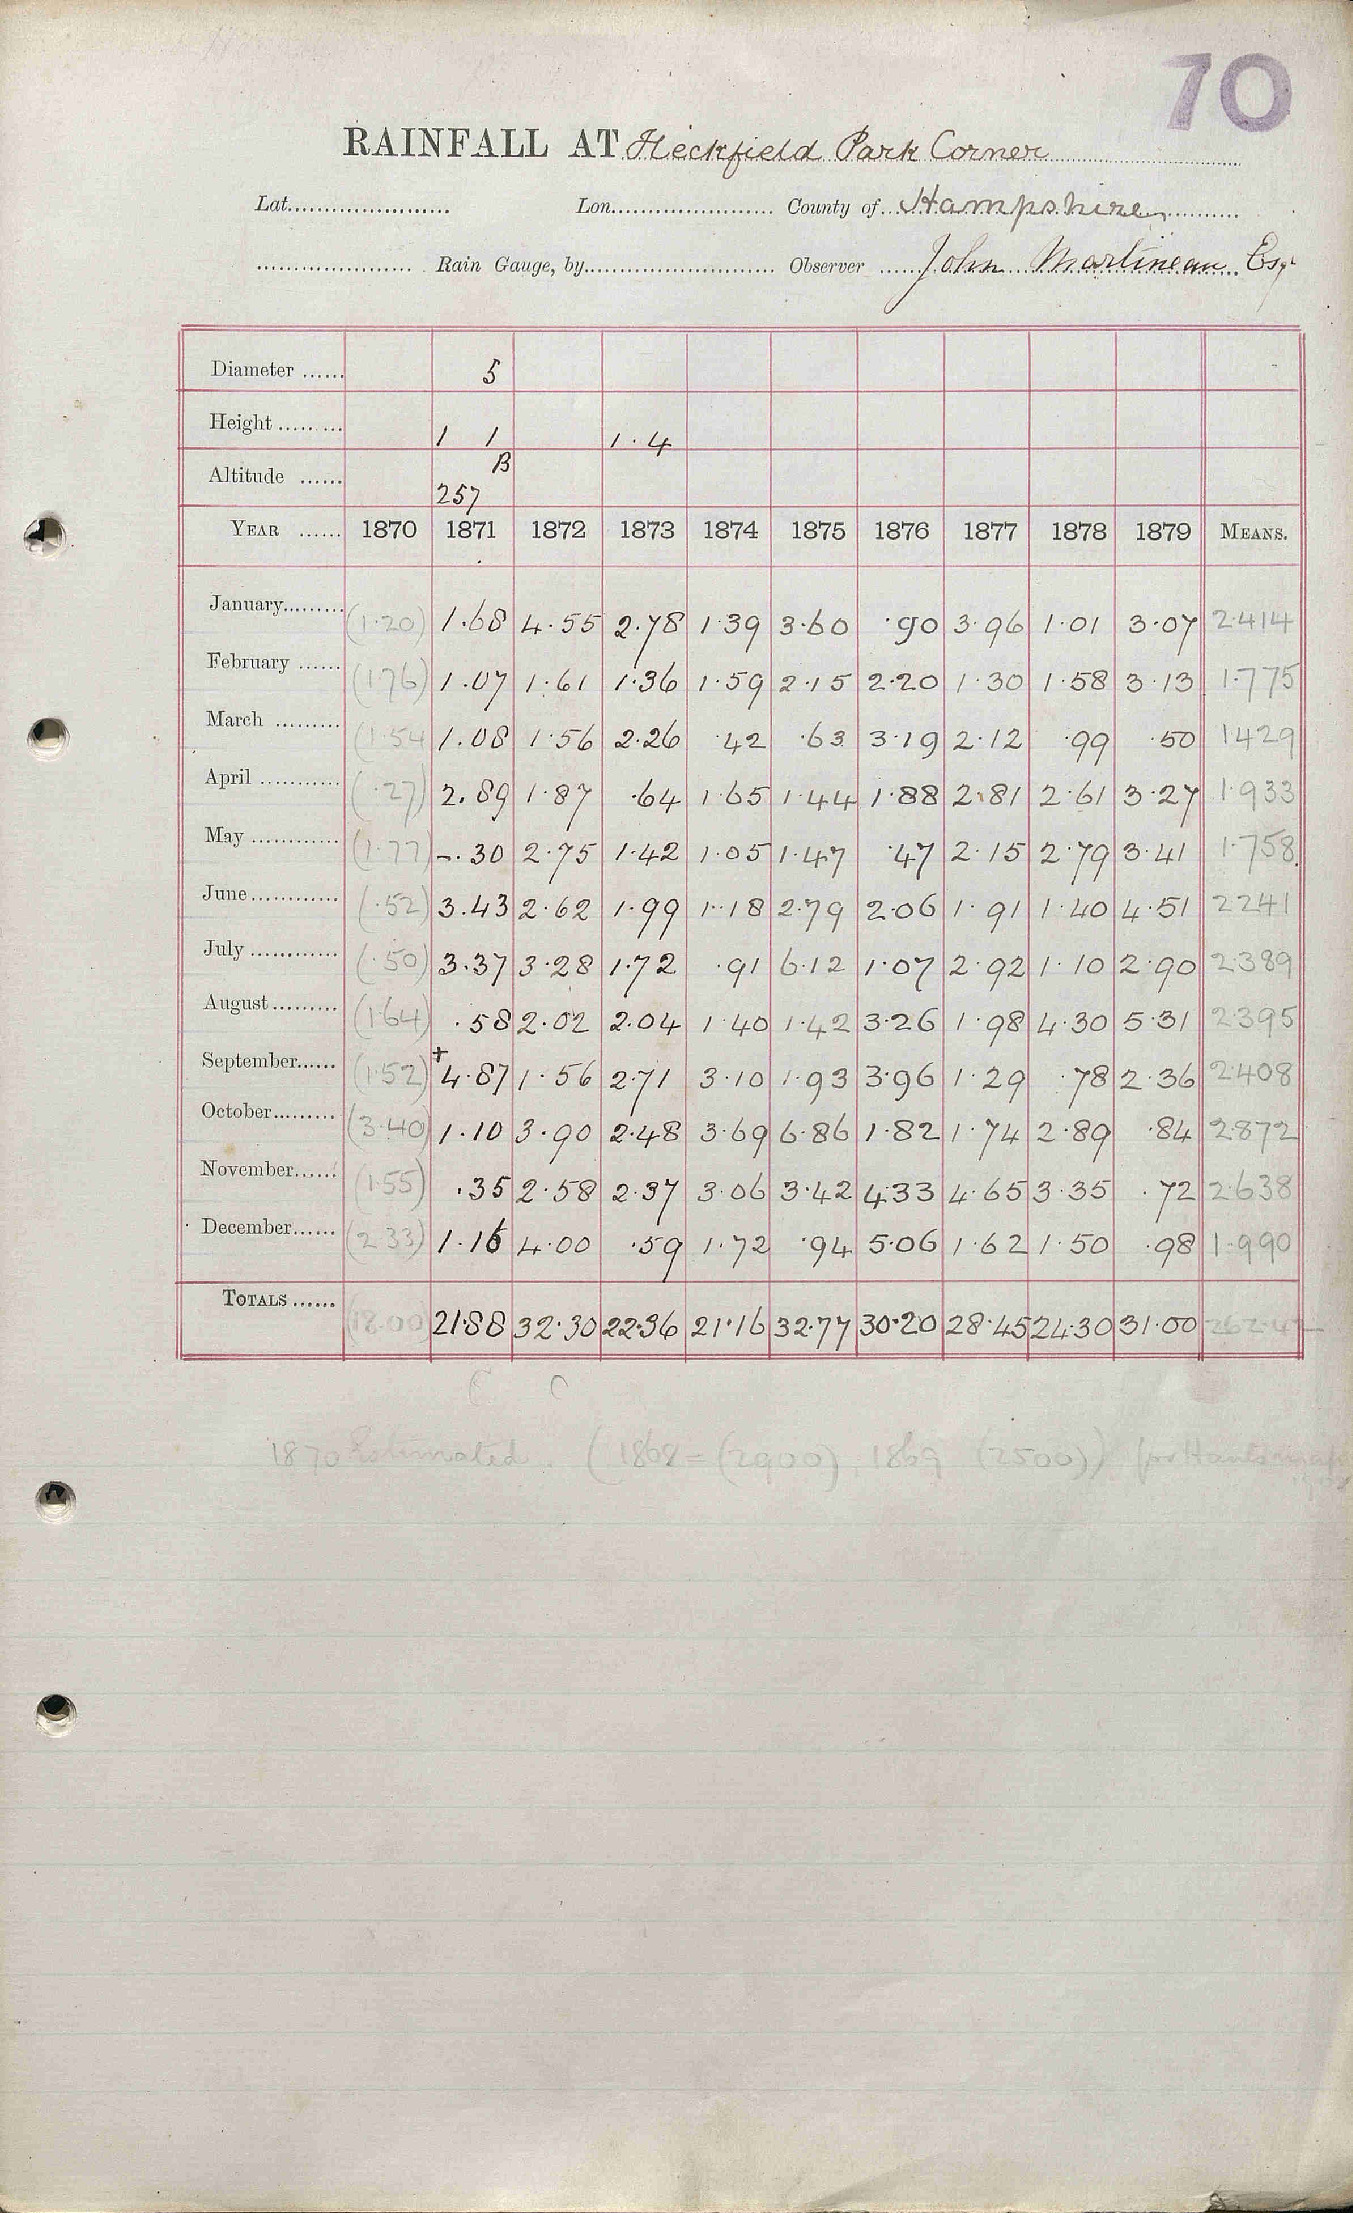 70
RAINFALL AT Heckfield Park Corner
Lat. Lon. County of Hampshire
Rain Gauge, by Observer John Martineau Esqr
Diameter 5
Height 1 1 1·4
Altitude B
257
YEAR 1870 1871 1872 1873 1874 1875 1876 1877 1878 1879 MEANS.
January (1·20) 1.68 4·55 2·78 1·39 3·60 ·90 3·96 1·01 3·07 2·414
February (1·76) 1.07 1·61 1·36 1·59 2·15 2·20 1·30 1·58 3·13 1·775
March (1·54 1.08 1·56 2·26 ·42 ·63 3·19 2·12 ·99 ·50 1429
April (·27) 2.89 1·87 ·64 1·65 1·44 1·88 2·81 2·61 3·27 1·933
May (1·77) -.30 2·75 1·42 1·05 1·47 ·47 2·15 2·79 3·41 1·758
June (·52) 3.43 2·62 1·99 1·18 2·79 2·06 1·91 1·40 4·51 2241
July (·50) 3.37 3·28 1·72 ·91 6·12 1·07 2·92 1·10 2·90 2389
August (1·64) ·58 2·02 2·04 1·40 1·42 3·26 1·98 4·30 5·31 2395
September (1·52) + 4·87 1·56 2·71 3·10 1·93 3·96 1·29 ·78 2·36 2·408
October (3·40) 1.10 3·90 2·48 3·69 6·86 1·82 1·74 2·89 ·84 2872
November (1·55) ·35 2·58 2·37 3·06 3·42 4·33 4·65 3·35 ·72 2·638
December (2·33) 1·16 4·00 ·59 1·72 ·94 5·06 1·62 1·50 ·98 1·990
TOTALS (18·00) 21·88 32·30 22·36 21·16 32·77 30·20 28·45 24·30 31·00 262·42
C C
1870 Estimated. (1868 = (2900), 1869 (2500)) for Hants map